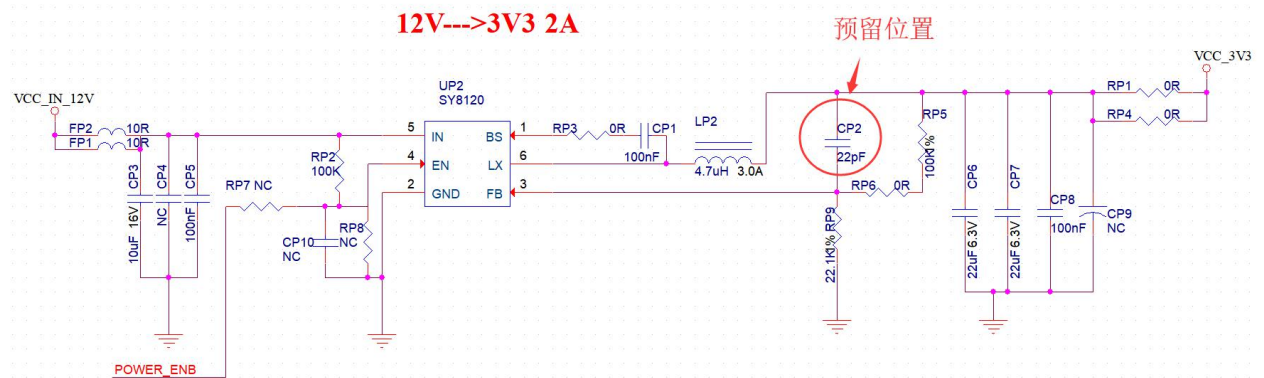 12V--->3V3 2A
预留位置
VCC_3V3
VCC_IN_12V
UP2
SY8120
FP2 10R
FP1 10R
5 IN BS 1
4 EN LX 6
2 GND FB 3
RP3 0R
CP1
100nF
LP2
4.7uH 3.0A
CP2
22pF
RP5
100K1%
RP1 0R
RP4 0R
RP2
100K
RP7 NC
CP3
10uF 16V
CP4
NC
CP5
100nF
CP10
NC
RP8
NC
RP6 0R
RP9
22.1K1%
CP6
22uF 6.3V
CP7
22uF 6.3V
CP8
100nF
CP9
NC
POWER_ENB